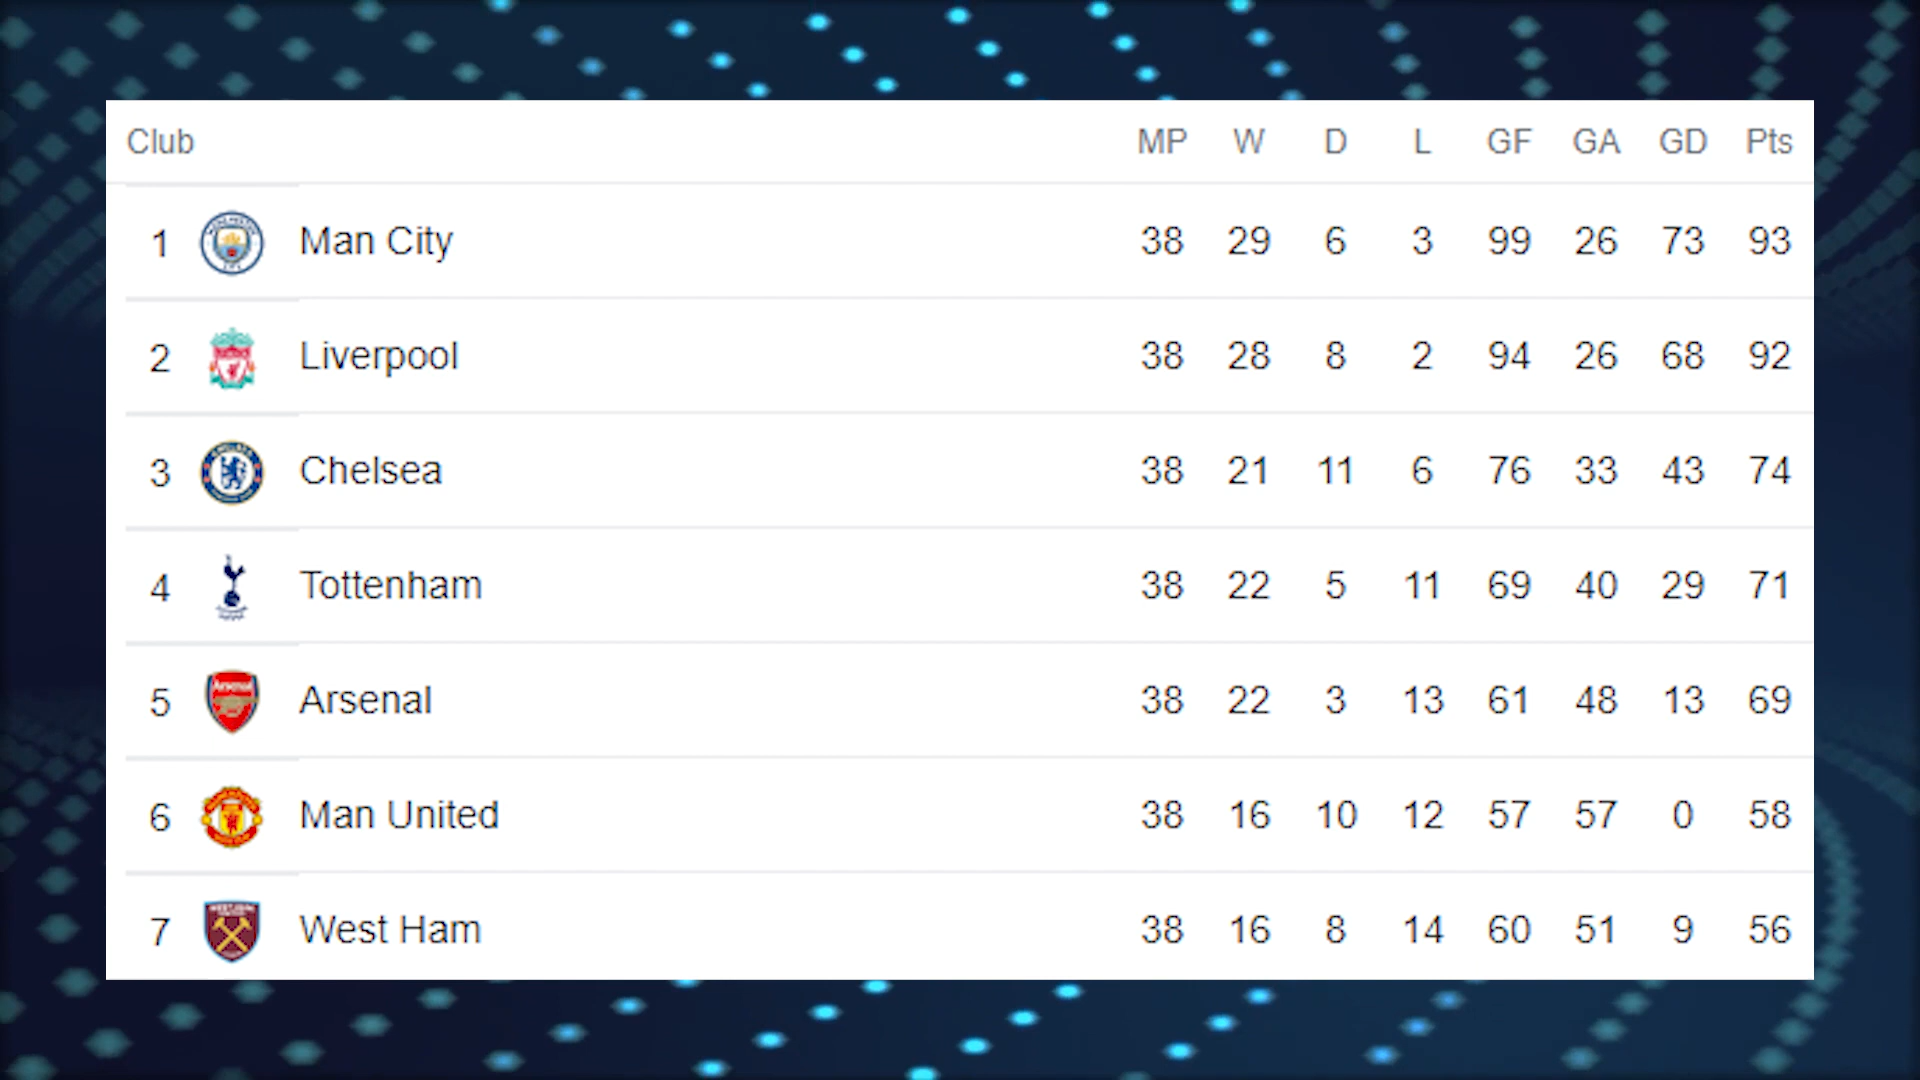 Club MP W D L GF GA GD Pts
1 Man City 38 29 6 3 99 26 73 93
2 Liverpool 38 28 8 2 94 26 68 92
3 Chelsea 38 21 11 6 76 33 43 74
4 Tottenham 38 22 5 11 69 40 29 71
5 Arsenal 38 22 3 13 61 48 13 69
6 Man United 38 16 10 12 57 57 0 58
7 West Ham 38 16 8 14 60 51 9 56